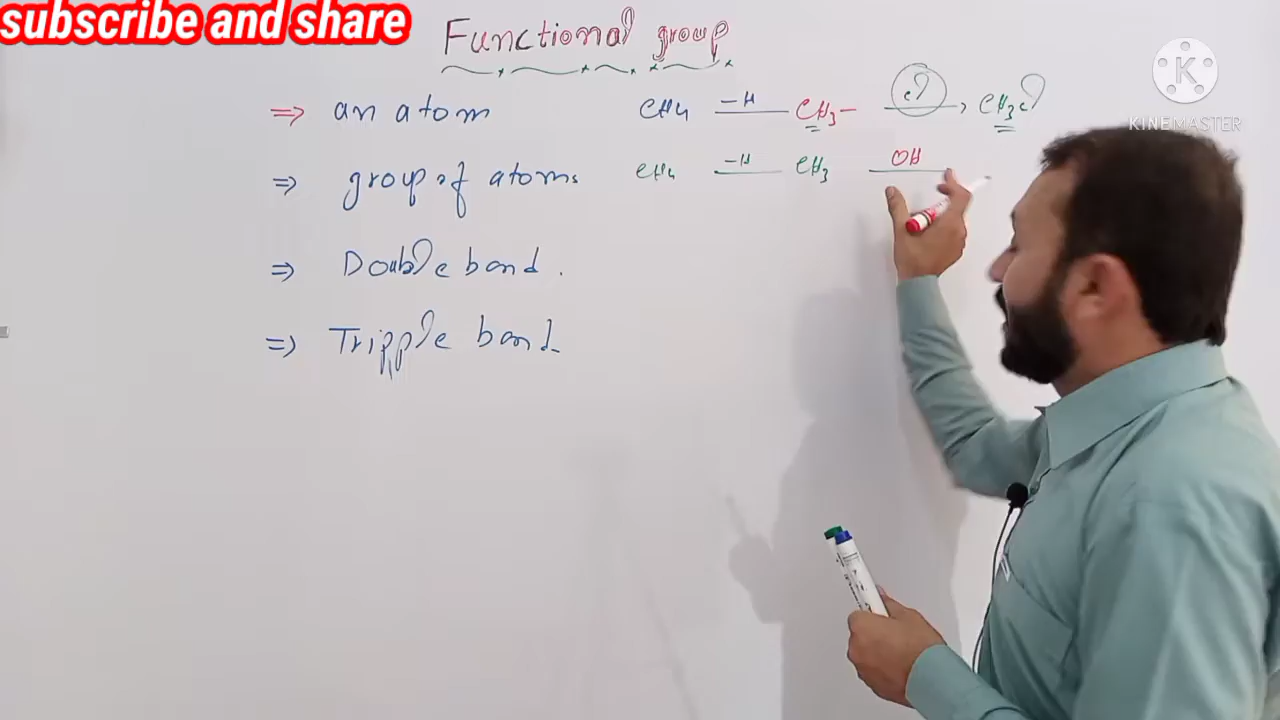 subscribe and share
Functional group
⇒ an atom CH4 -H CH3- Cl CH3Cl
⇒ group of atoms CH4 -H CH3 OH
⇒ Double bond.
⇒ Tripple bond
KINEMASTER